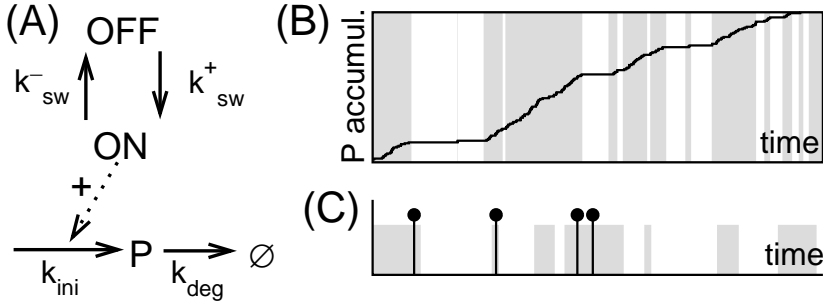 (A)
OFF
k⁻sw
k⁺sw
ON
+
kini
P
kdeg
∅
(B)
P accumul.
time
(C)
time